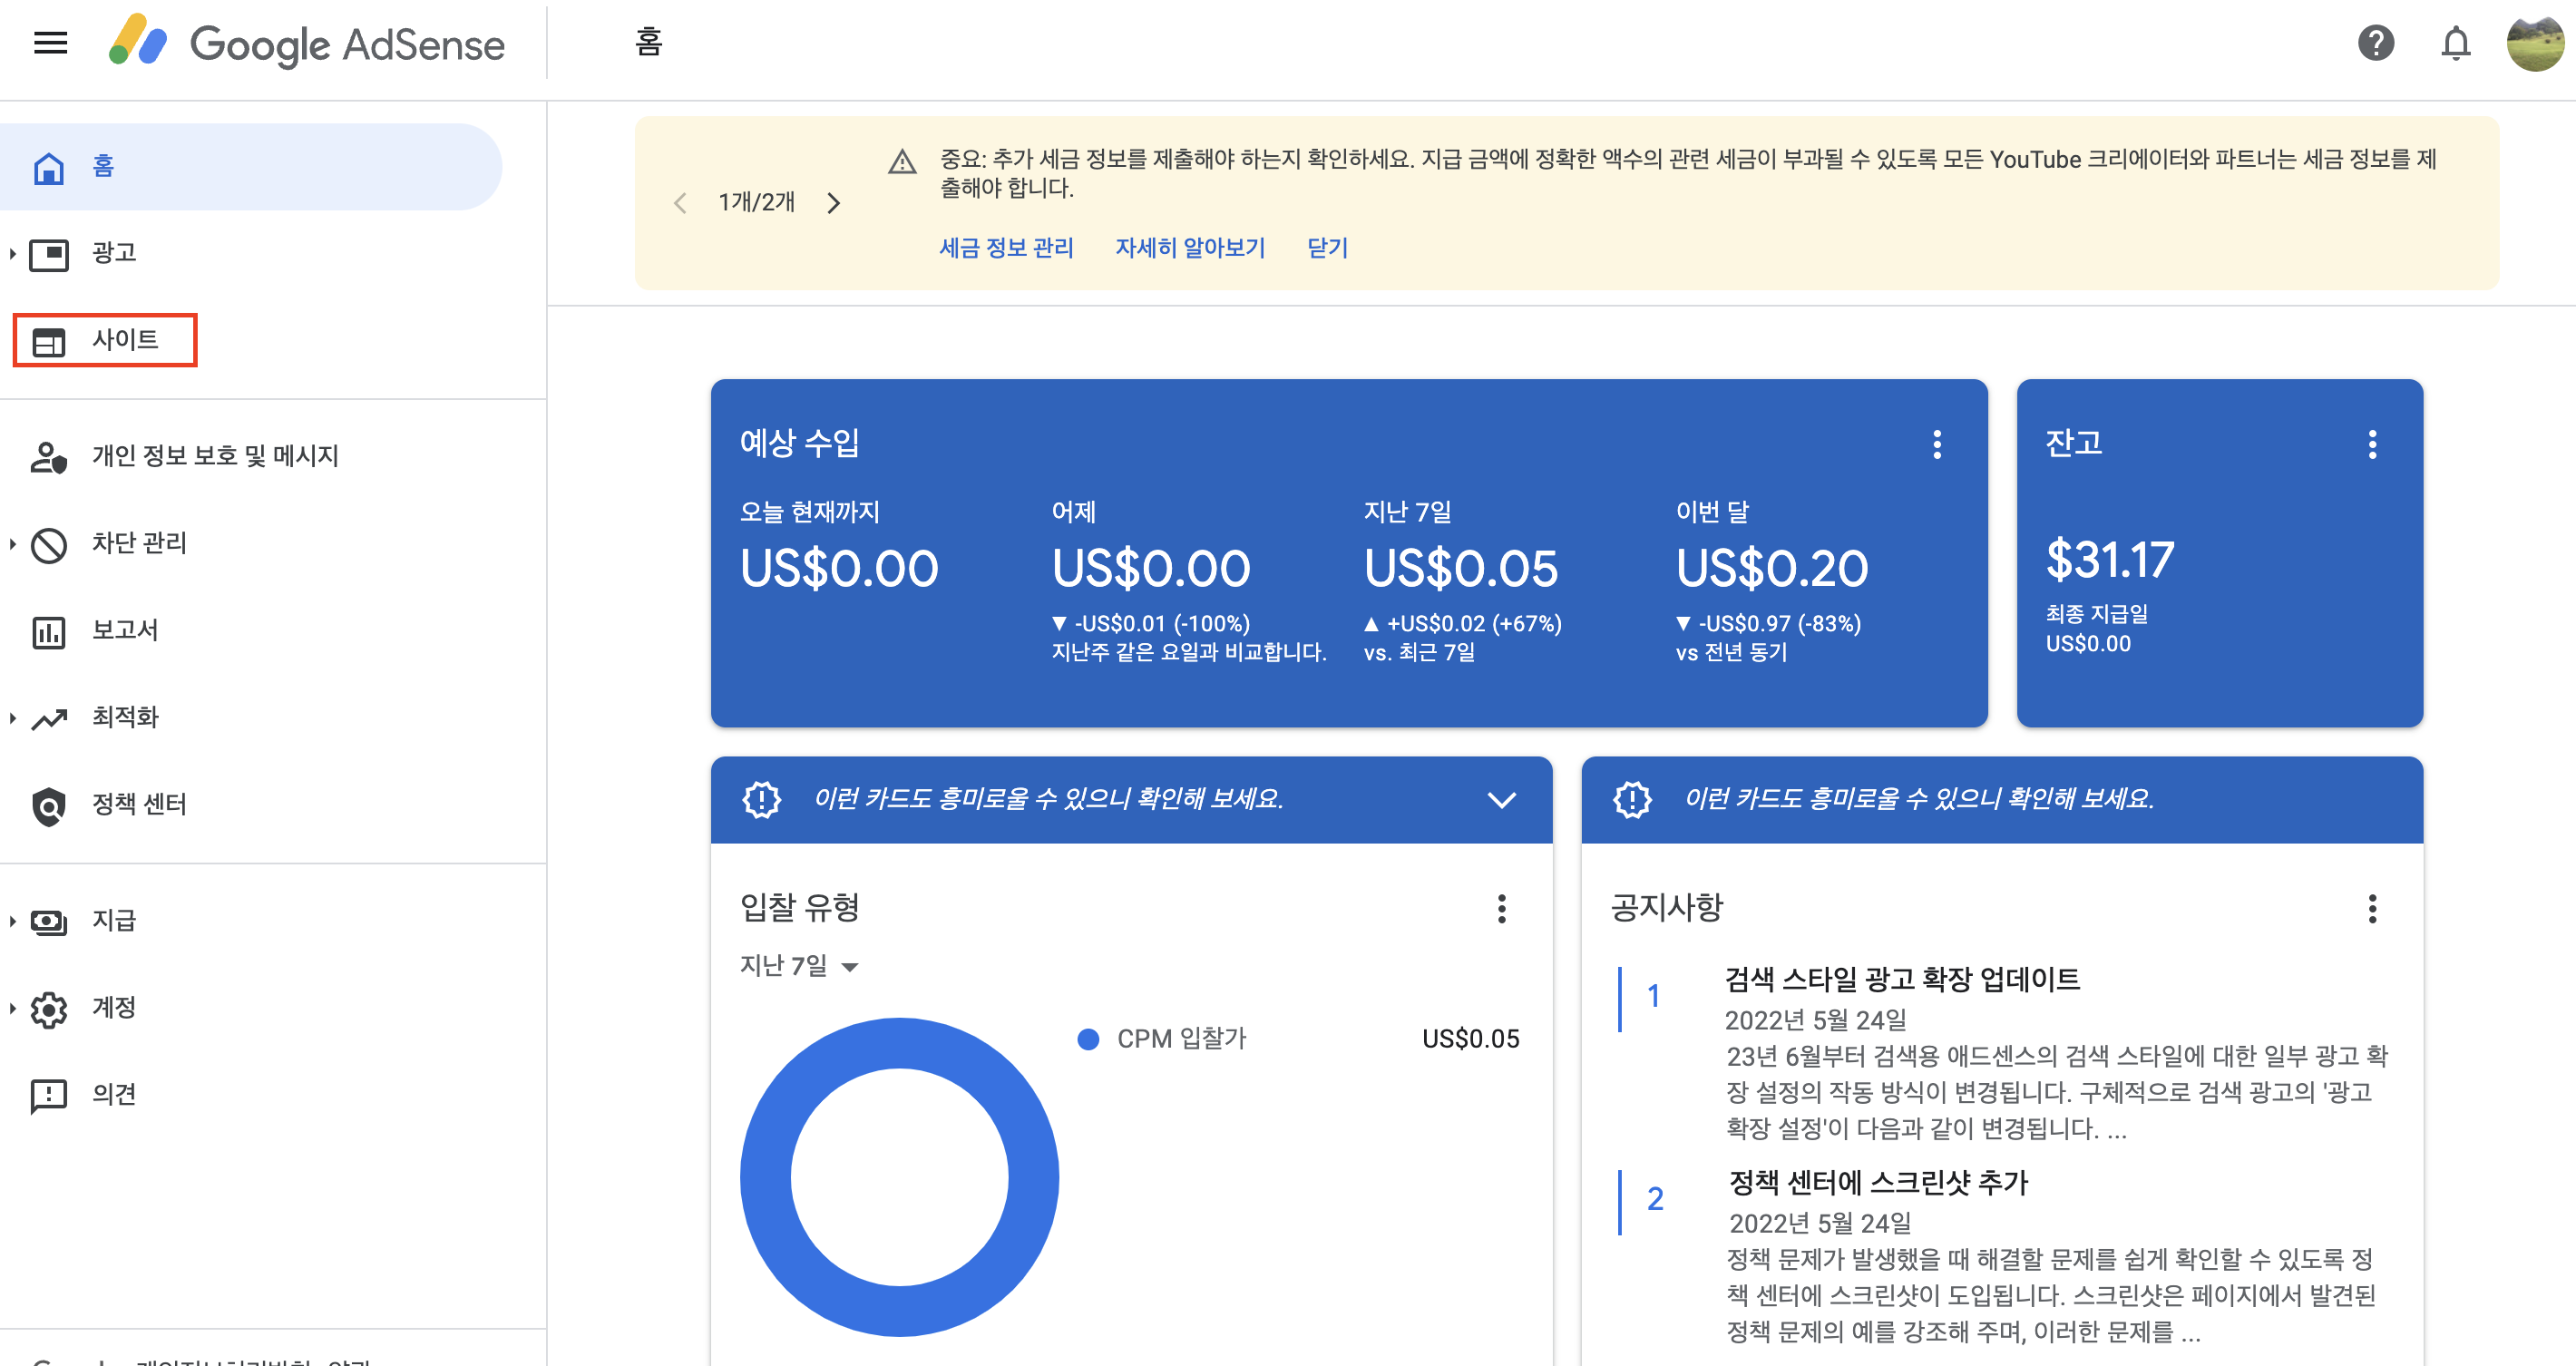 Google AdSense
홈
홈
광고
사이트
개인 정보 보호 및 메시지
차단 관리
보고서
최적화
정책 센터
지급
계정
의견
1개/2개
중요: 추가 세금 정보를 제출해야 하는지 확인하세요. 지급 금액에 정확한 액수의 관련 세금이 부과될 수 있도록 모든 YouTube 크리에이터와 파트너는 세금 정보를 제
출해야 합니다.
세금 정보 관리 자세히 알아보기 닫기
예상 수입
오늘 현재까지
US$0.00
어제
US$0.00
▼ -US$0.01 (-100%)
지난주 같은 요일과 비교합니다.
지난 7일
US$0.05
▲ +US$0.02 (+67%)
vs. 최근 7일
이번 달
US$0.20
▼ -US$0.97 (-83%)
vs 전년 동기
잔고
$31.17
최종 지급일
US$0.00
이런 카드도 흥미로울 수 있으니 확인해 보세요.
입찰 유형
지난 7일
CPM 입찰가 US$0.05
이런 카드도 흥미로울 수 있으니 확인해 보세요.
공지사항
1
검색 스타일 광고 확장 업데이트
2022년 5월 24일
23년 6월부터 검색용 애드센스의 검색 스타일에 대한 일부 광고 확
장 설정의 작동 방식이 변경됩니다. 구체적으로 검색 광고의 '광고
확장 설정'이 다음과 같이 변경됩니다. ...
2
정책 센터에 스크린샷 추가
2022년 5월 24일
정책 문제가 발생했을 때 해결할 문제를 쉽게 확인할 수 있도록 정
책 센터에 스크린샷이 도입됩니다. 스크린샷은 페이지에서 발견된
정책 문제의 예를 강조해 주며, 이러한 문제를 ...